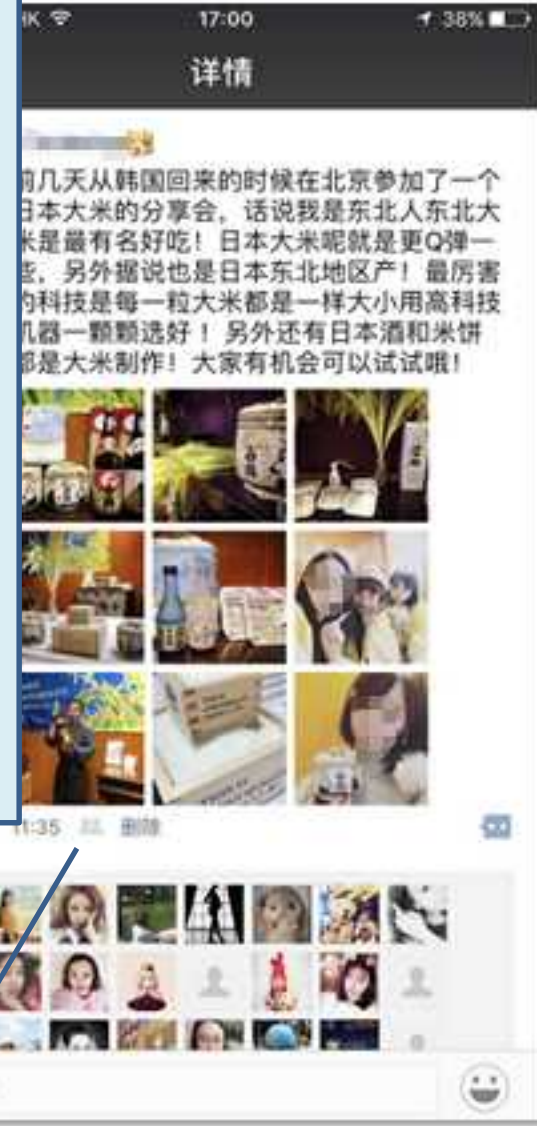 17:00
38%
详情
前几天从韩国回来的时候在北京参加了一个
日本大米的分享会，话说我是东北人东北大
米是最有名好吃！日本大米呢就是更Q弹一
些，另外据说也是日本东北地区产！最厉害
的科技是每一粒大米都是一样大小用高科技
机器一颗颗选好！另外还有日本酒和米饼
都是大米制作！大家有机会可以试试哦！
11:35 删除